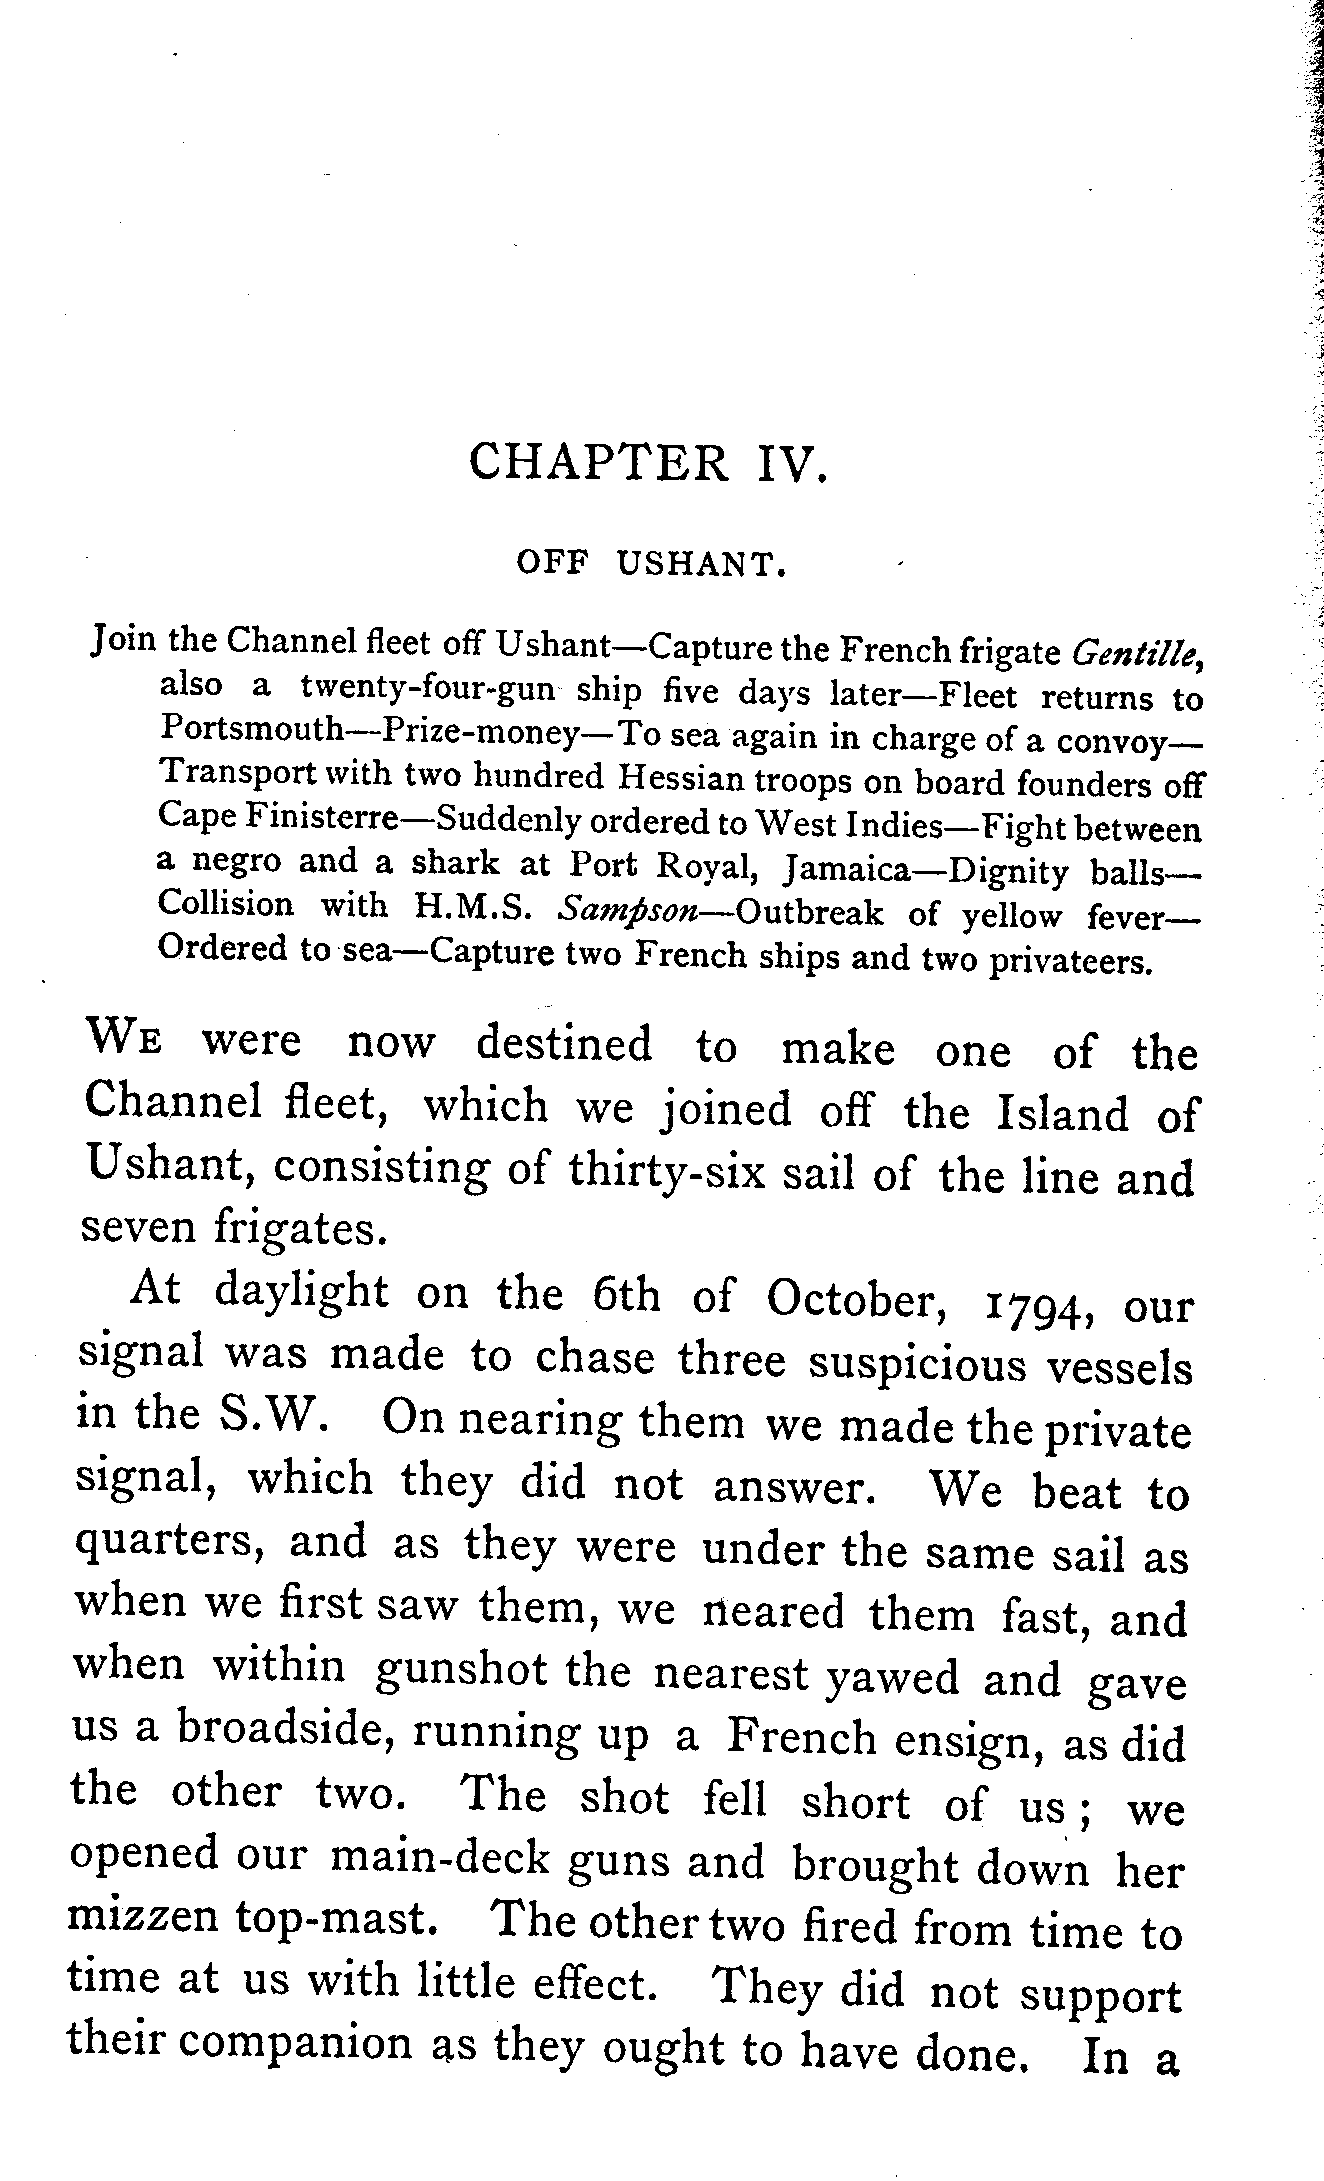 CHAPTER IV.
OFF USHANT.
Join the Channel fleet off Ushant—Capture the French frigate Gentille,
also a twenty-four-gun ship five days later—Fleet returns to
Portsmouth—Prize-money—To sea again in charge of a convoy—
Transport with two hundred Hessian troops on board founders off
Cape Finisterre—Suddenly ordered to West Indies—Fight between
a negro and a shark at Port Royal, Jamaica—Dignity balls—
Collision with H.M.S. Sampson—Outbreak of yellow fever—
Ordered to sea—Capture two French ships and two privateers.
WE were now destined to make one of the
Channel fleet, which we joined off the Island of
Ushant, consisting of thirty-six sail of the line and
seven frigates.
At daylight on the 6th of October, 1794, our
signal was made to chase three suspicious vessels
in the S.W. On nearing them we made the private
signal, which they did not answer. We beat to
quarters, and as they were under the same sail as
when we first saw them, we neared them fast, and
when within gunshot the nearest yawed and gave
us a broadside, running up a French ensign, as did
the other two. The shot fell short of us; we
opened our main-deck guns and brought down her
mizzen top-mast. The other two fired from time to
time at us with little effect. They did not support
their companion as they ought to have done. In a